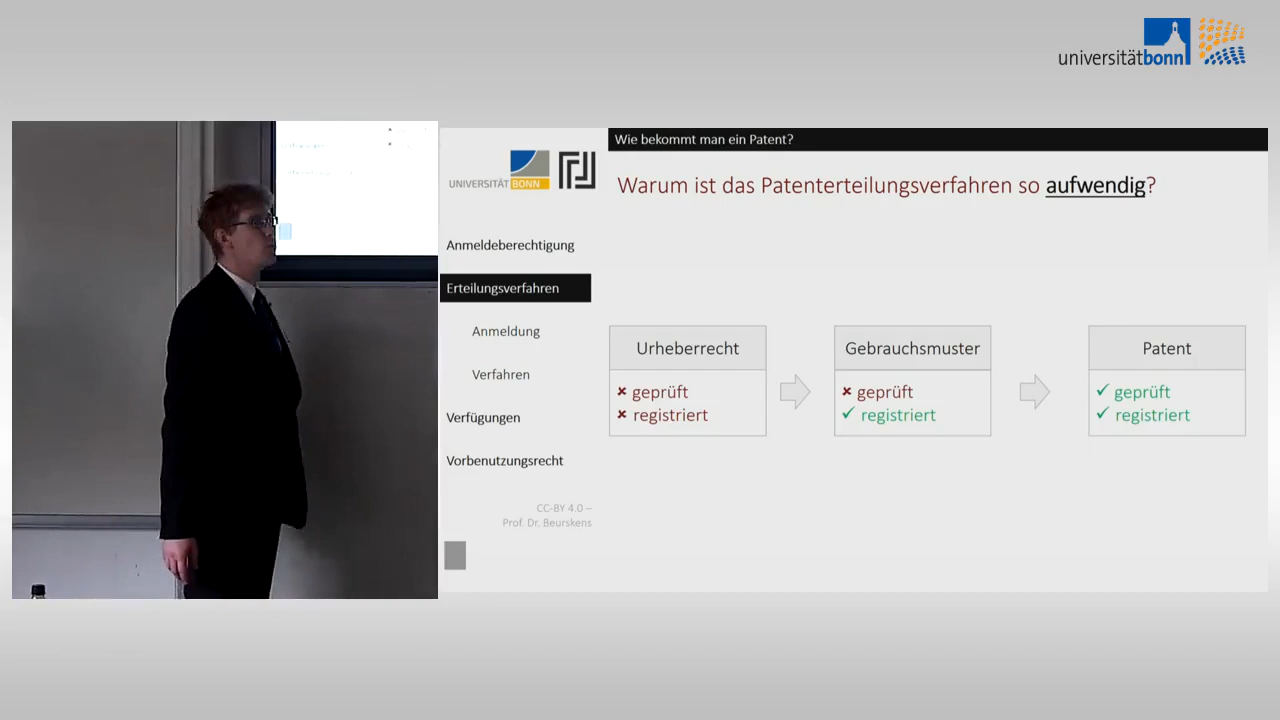 universitätbonn
Wie bekommt man ein Patent?
UNIVERSITÄT BONN
Warum ist das Patenterteilungsverfahren so aufwendig?
Anmeldeberechtigung
Erteilungsverfahren
Anmeldung
Verfahren
Verfügungen
Vorbenutzungsrecht
CC-BY 4.0 –
Prof. Dr. Beurskens
Urheberrecht
✗ geprüft
✗ registriert
Gebrauchsmuster
✗ geprüft
✓ registriert
Patent
✓ geprüft
✓ registriert